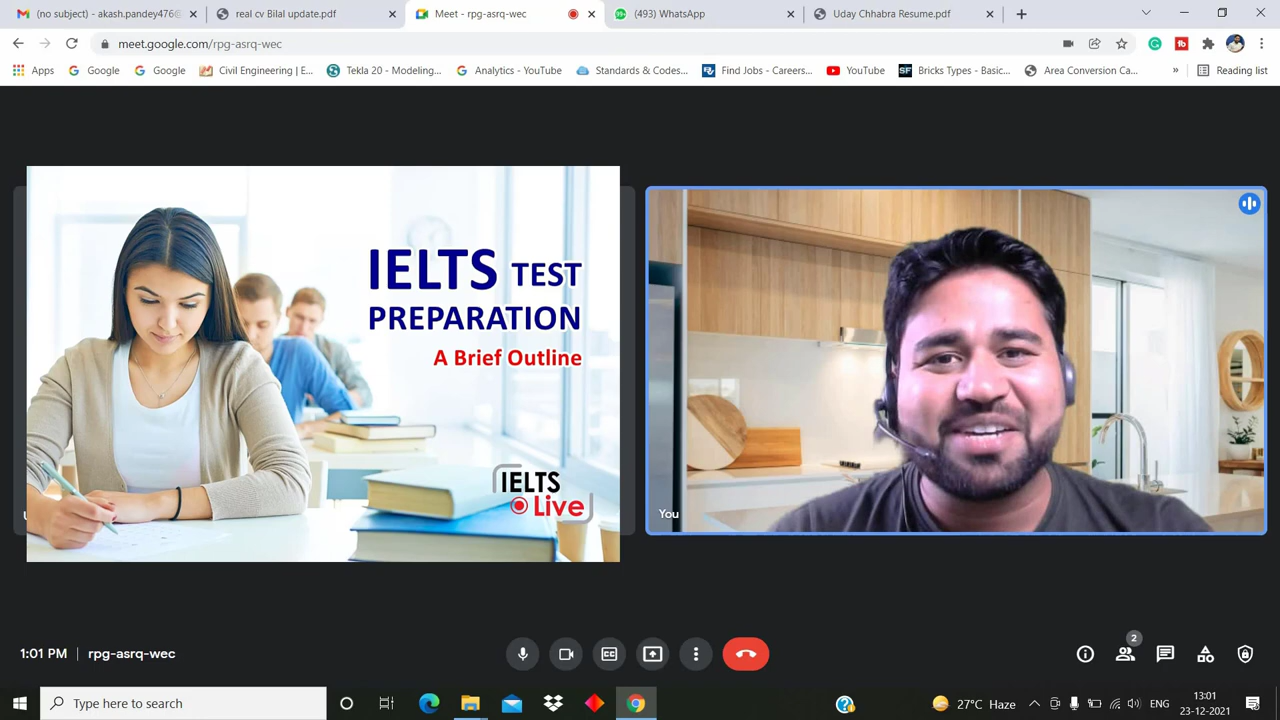 (no subject) - akash.pandey476@
real cv Bilal update.pdf
Meet - rpg-asrq-wec
99+
(493) WhatsApp
Uday Chhabra Resume.pdf
meet.google.com/rpg-asrq-wec
Apps
Google
Google
Civil Engineering | E...
Tekla 20 - Modeling...
Analytics - YouTube
Standards & Codes...
Find Jobs - Careers...
YouTube
SF
Bricks Types - Basic...
Area Conversion Ca...
»
Reading list
IELTS TEST
PREPARATION
A Brief Outline
IELTS
Live
You
1:01 PM | rpg-asrq-wec
CC
2
Type here to search
27°C Haze
ENG
13:01
23-12-2021